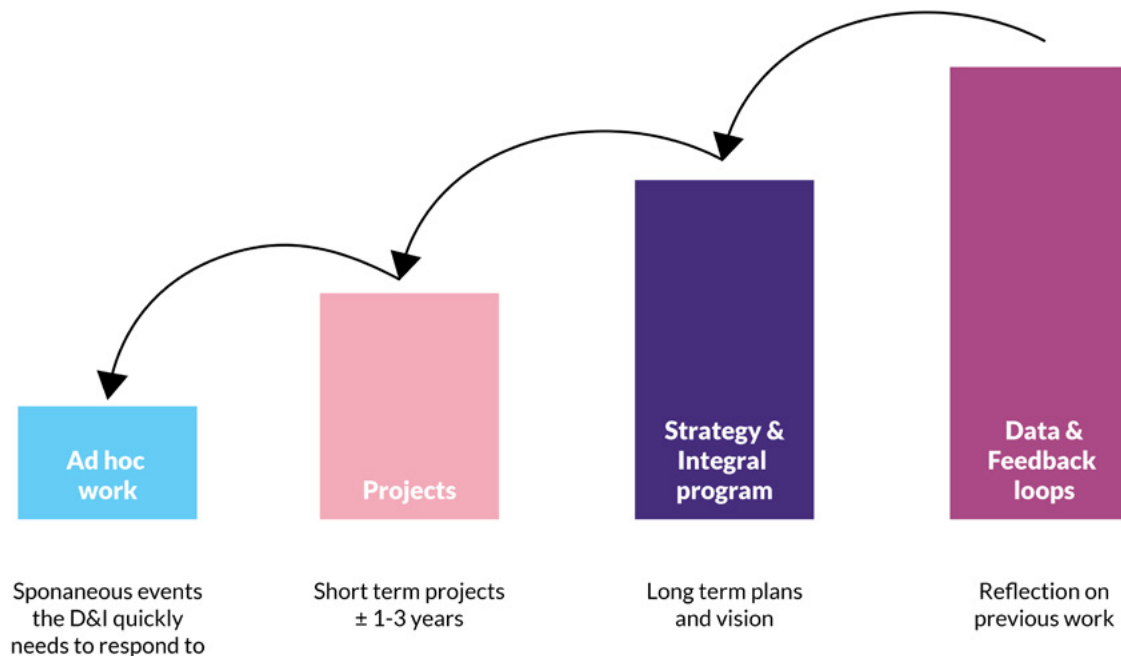 Ad hoc
work
Projects
Strategy &
Integral
program
Data &
Feedback
loops
Sponaneous events
the D&I quickly
needs to respond to
Short term projects
± 1-3 years
Long term plans
and vision
Reflection on
previous work